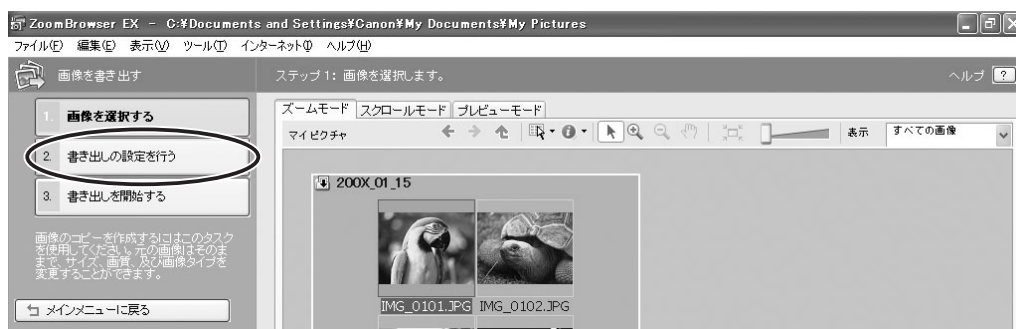 ZoomBrowser EX - C:¥Documents and Settings¥Canon¥My Documents¥My Pictures
ファイル(F) 編集(E) 表示(V) ツール(T) インターネット(I) ヘルプ(H)
画像を書き出す
ステップ 1: 画像を選択します。
ヘルプ ?
1. 画像を選択する
2. 書き出しの設定を行う
3. 書き出しを開始する
画像のコピーを作成するにはこのタスク
を使用してください。元の画像はそのま
まで、サイズ、画質、及び画像タイプを
変更することができます。
メインメニューに戻る
ズームモード スクロールモード プレビューモード
マイ ピクチャ
表示 すべての画像
200X_01_15
IMG_0101.JPG IMG_0102.JPG